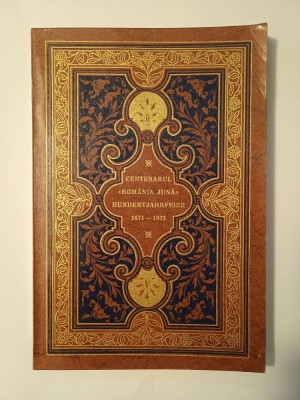 CENTENARUL
«ROMÂNIA JUNĂ»
HUNDERTJAHRFEIER
1871 - 1971